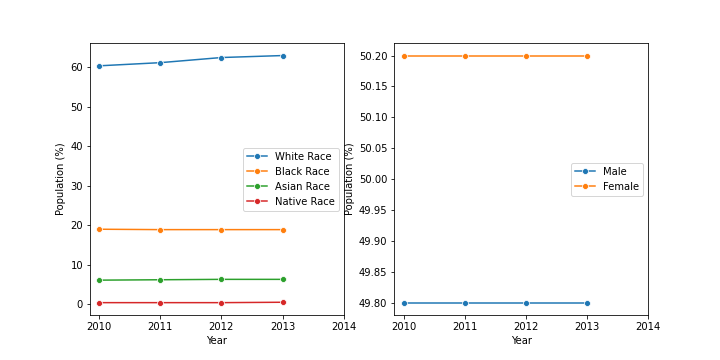 60
50
40
30
20
10
0
Population (%)
White Race
Black Race
Asian Race
Native Race
2010 2011 2012 2013 2014
Year
50.20
50.15
50.10
50.05
50.00
49.95
49.90
49.85
49.80
Population (%)
Male
Female
2010 2011 2012 2013 2014
Year